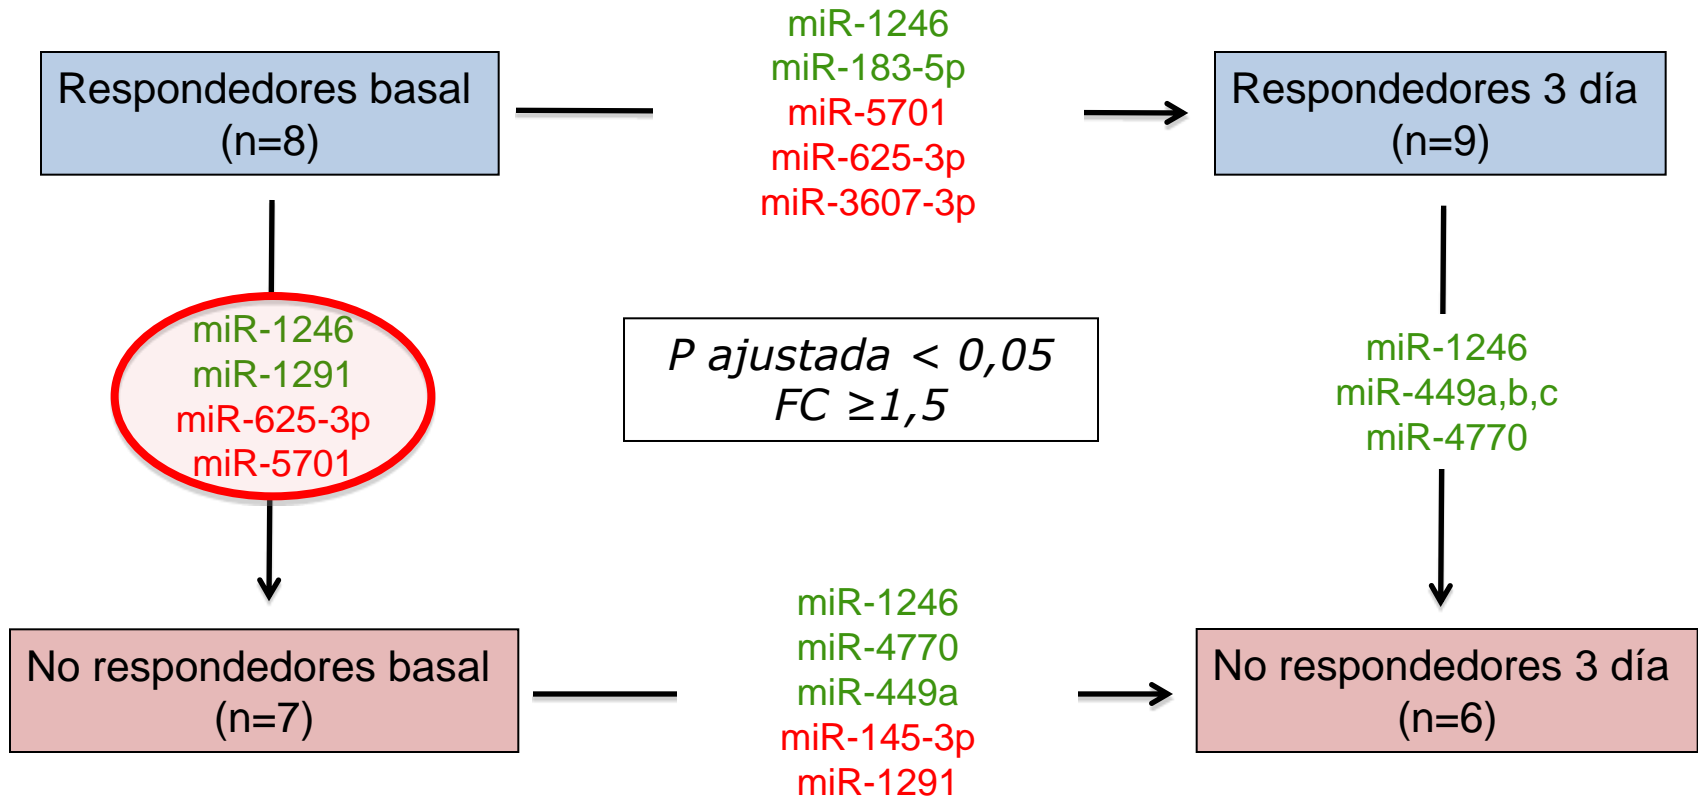 Respondedores basal
(n=8)
miR-1246
miR-183-5p
miR-5701
miR-625-3p
miR-3607-3p
Respondedores 3 día
(n=9)
miR-1246
miR-1291
miR-625-3p
miR-5701
P ajustada < 0,05
FC ≥1,5
miR-1246
miR-449a,b,c
miR-4770
No respondedores basal
(n=7)
miR-1246
miR-4770
miR-449a
miR-145-3p
miR-1291
No respondedores 3 día
(n=6)